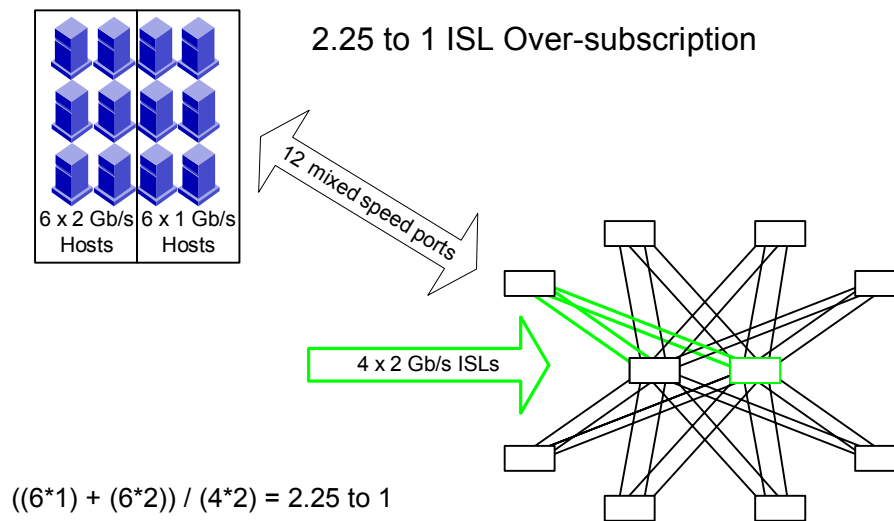 2.25 to 1 ISL Over-subscription
12 mixed speed ports
6 x 2 Gb/s
Hosts
6 x 1 Gb/s
Hosts
4 x 2 Gb/s ISLs
((6*1) + (6*2)) / (4*2) = 2.25 to 1